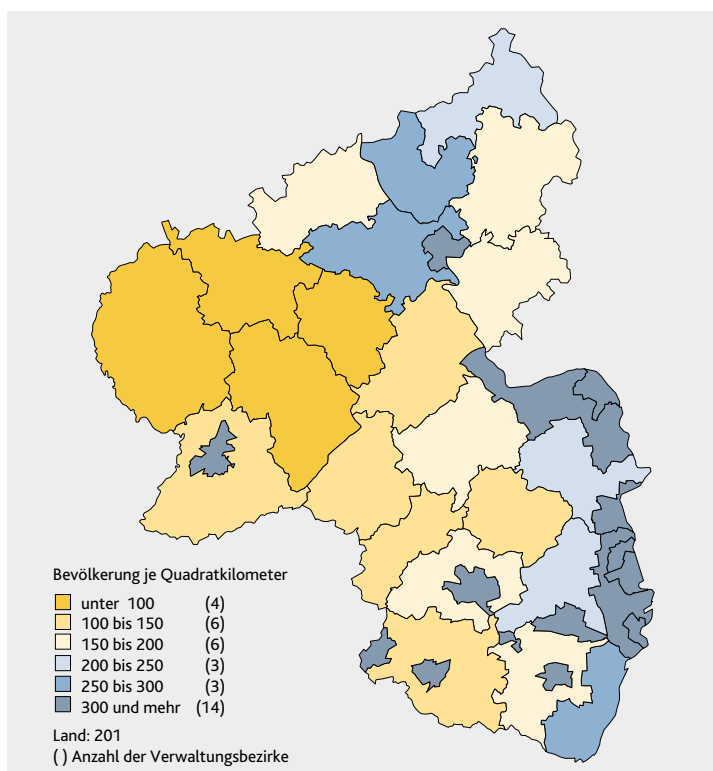 Bevölkerung je Quadratkilometer
unter 100 (4)
100 bis 150 (6)
150 bis 200 (6)
200 bis 250 (3)
250 bis 300 (3)
300 und mehr (14)
Land: 201
( ) Anzahl der Verwaltungsbezirke